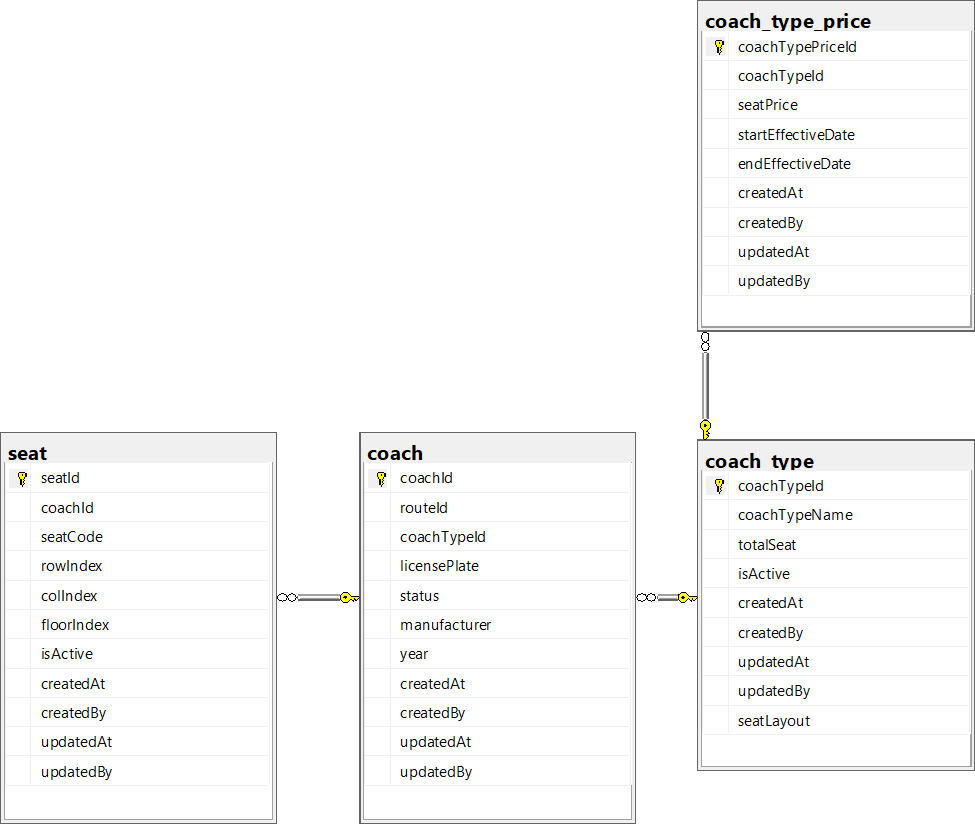 coach_type_price
coachTypePriceId
coachTypeId
seatPrice
startEffectiveDate
endEffectiveDate
createdAt
createdBy
updatedAt
updatedBy
seat
seatId
coachId
seatCode
rowIndex
colIndex
floorIndex
isActive
createdAt
createdBy
updatedAt
updatedBy
coach
coachId
routeId
coachTypeId
licensePlate
status
manufacturer
year
createdAt
createdBy
updatedAt
updatedBy
coach_type
coachTypeId
coachTypeName
totalSeat
isActive
createdAt
createdBy
updatedAt
updatedBy
seatLayout